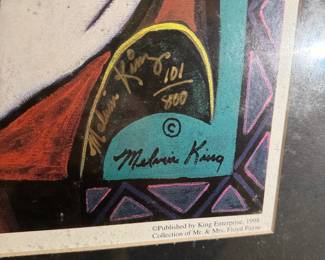 Melvin King
101/800
©
Melvin King
©Published by King Enterprise, 1998
Collection of Mr. & Mrs. Floyd Payne